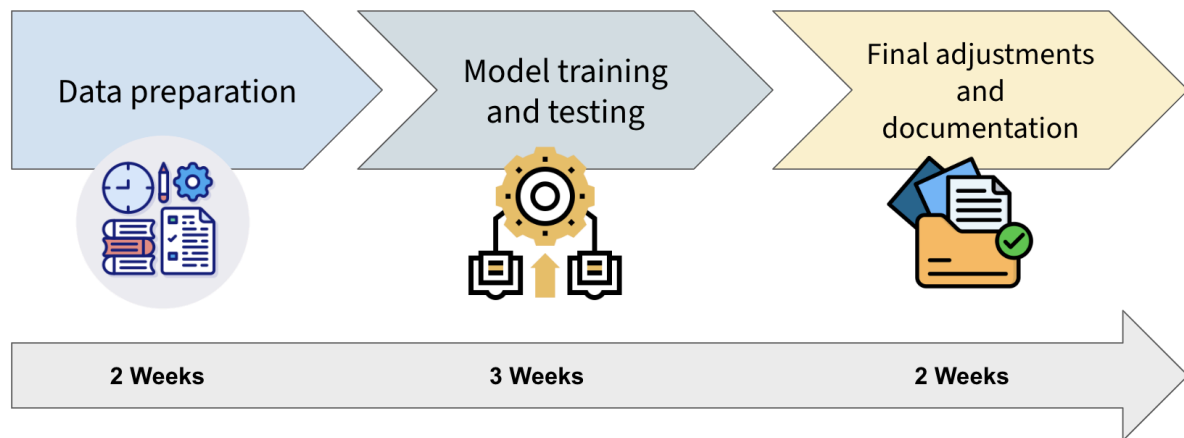 Data preparation
Model training
and testing
Final adjustments
and
documentation
2 Weeks
3 Weeks
2 Weeks